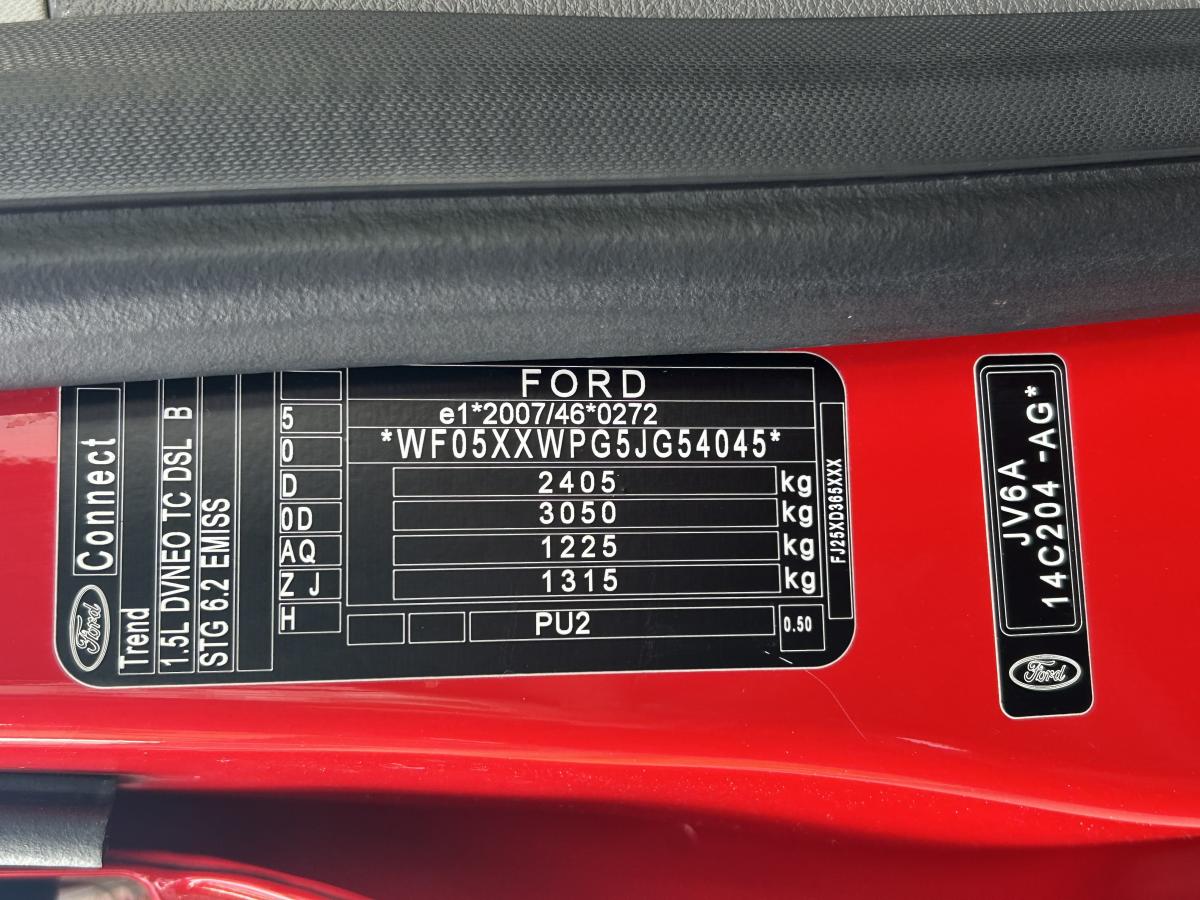 FORD
e1*2007/46*0272
*WF05XXWPG5JG54045*
2405 kg
3050 kg
1225 kg
1315 kg
PU2
0.50
5
0
D
0D
AQ
Z J
H
Ford
Connect
Trend
1.5L DVNEO TC DSL B
STG 6.2 EMISS
FJ25XD365XXX
JV6A
14C204 -AG*
Ford